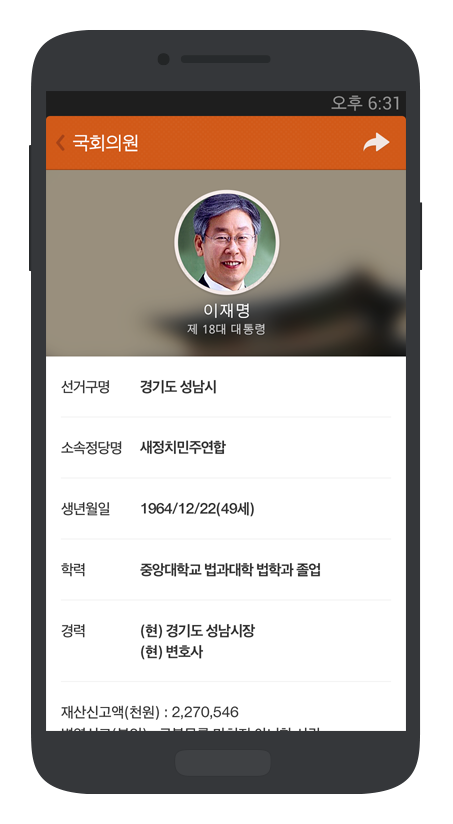 오후 6:31
국회의원
이재명
제 18대 대통령
선거구명 경기도 성남시
소속정당명 새정치민주연합
생년월일 1964/12/22(49세)
학력 중앙대학교 법과대학 법학과 졸업
경력 (현) 경기도 성남시장
(현) 변호사
재산신고액(천원) : 2,270,546